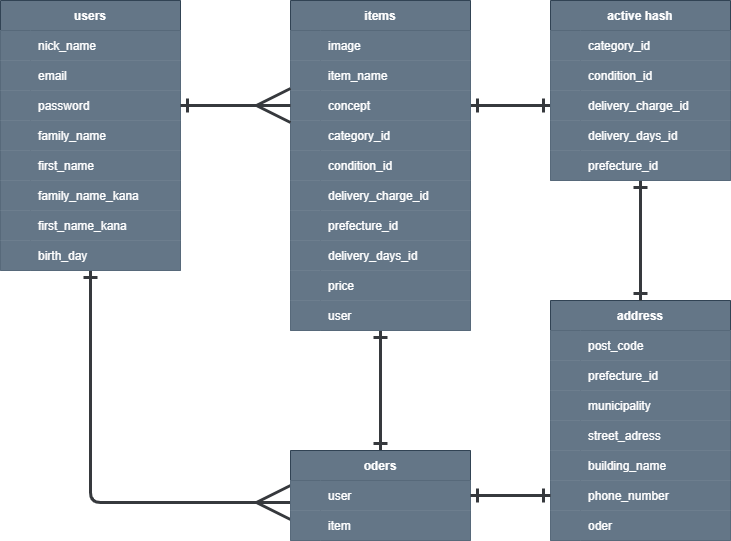 users
nick_name
email
password
family_name
first_name
family_name_kana
first_name_kana
birth_day
items
image
item_name
concept
category_id
condition_id
delivery_charge_id
prefecture_id
delivery_days_id
price
user
active hash
category_id
condition_id
delivery_charge_id
delivery_days_id
prefecture_id
oders
user
item
address
post_code
prefecture_id
municipality
street_adress
building_name
phone_number
oder